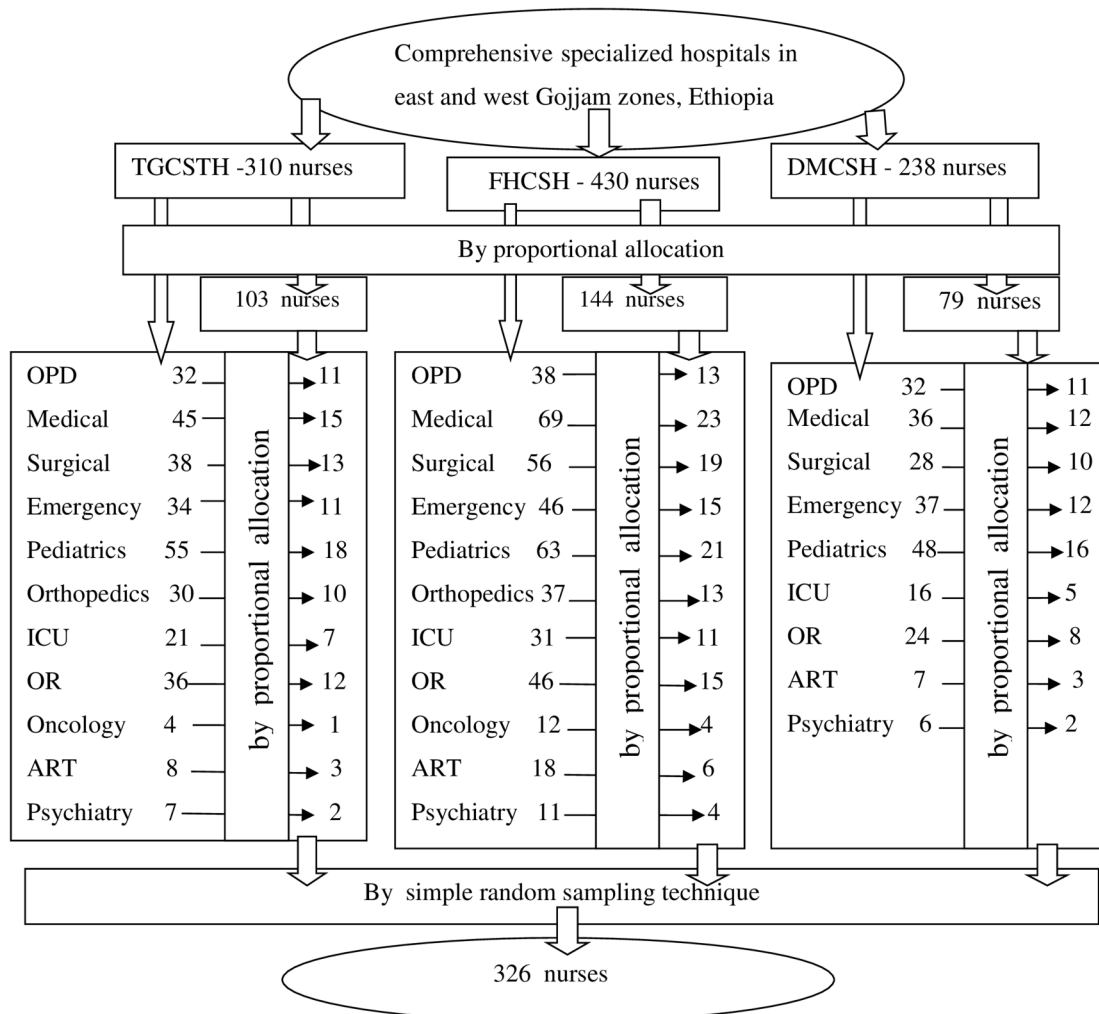 Comprehensive specialized hospitals in
east and west Gojjam zones, Ethiopia
TGCSTH -310 nurses
FHCSH - 430 nurses
DMCSH - 238 nurses
By proportional allocation
103 nurses
144 nurses
79 nurses
OPD 32 11
Medical 45 15
Surgical 38 13
Emergency 34 11
Pediatrics 55 18
Orthopedics 30 10
ICU 21 7
OR 36 12
Oncology 4 1
ART 8 3
Psychiatry 7 2
by proportional allocation
OPD 38 13
Medical 69 23
Surgical 56 19
Emergency 46 15
Pediatrics 63 21
Orthopedics 37 13
ICU 31 11
OR 46 15
Oncology 12 4
ART 18 6
Psychiatry 11 4
by proportional allocation
OPD 32 11
Medical 36 12
Surgical 28 10
Emergency 37 12
Pediatrics 48 16
ICU 16 5
OR 24 8
ART 7 3
Psychiatry 6 2
by proportional allocation
By simple random sampling technique
326 nurses